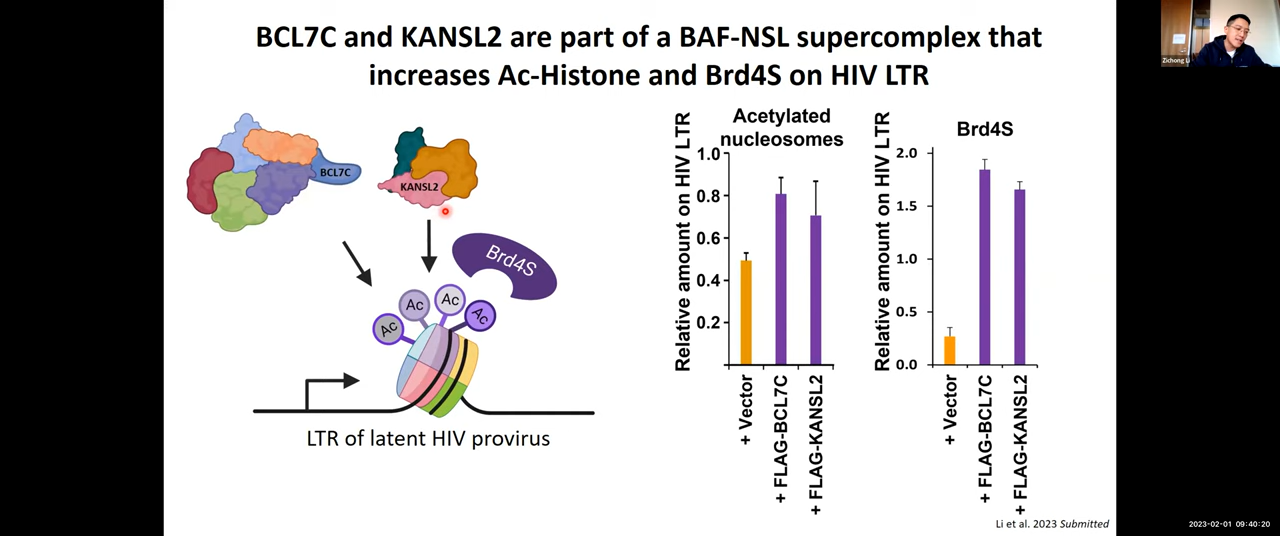 BCL7C and KANSL2 are part of a BAF-NSL supercomplex that
increases Ac-Histone and Brd4S on HIV LTR
BCL7C
KANSL2
Brd4S
Ac
Ac
Ac
Ac
LTR of latent HIV provirus
Acetylated
nucleosomes
Relative amount on HIV LTR
1.0
0.8
0.6
0.4
0.2
+ Vector
+ FLAG-BCL7C
+ FLAG-KANSL2
Brd4S
Relative amount on HIV LTR
2.0
1.5
1.0
0.5
0.0
+ Vector
+ FLAG-BCL7C
+ FLAG-KANSL2
Li et al. 2023 Submitted
Zichong Li
2023-02-01 09:40:20